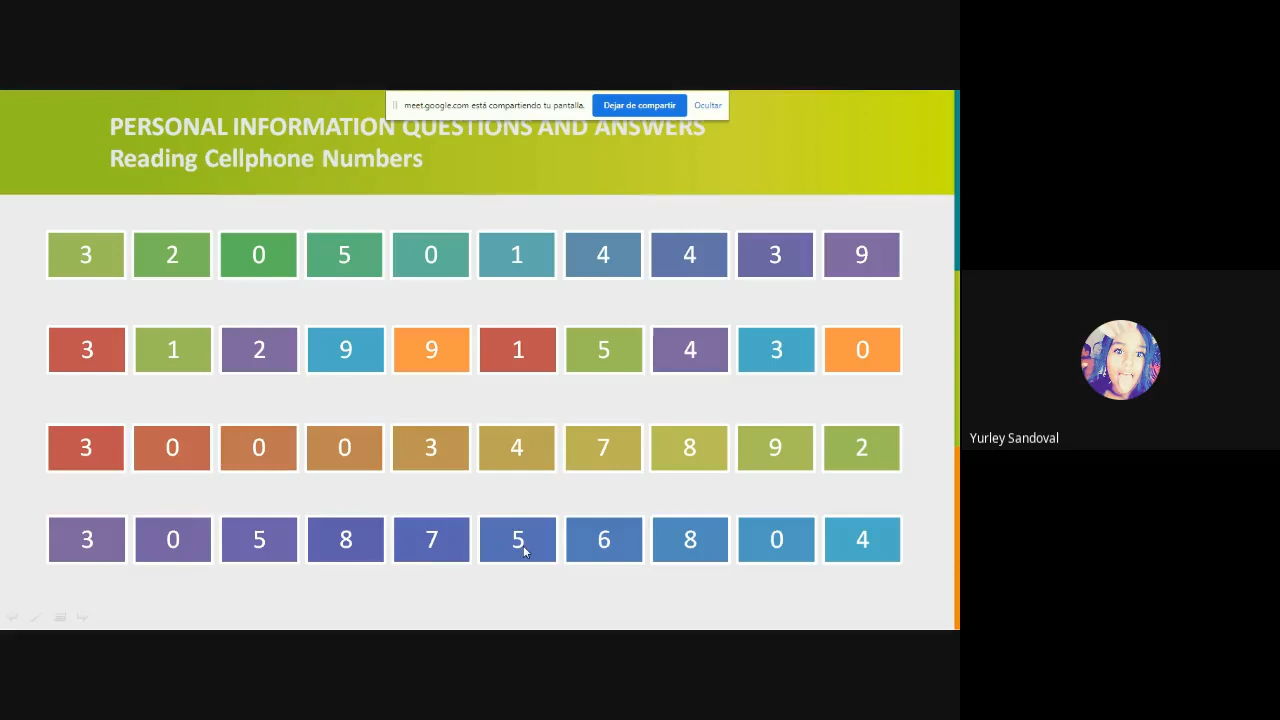 meet.google.com está compartiendo tu pantalla. Dejar de compartir Ocultar
PERSONAL INFORMATION QUESTIONS AND ANSWERS
Reading Cellphone Numbers
3 2 0 5 0 1 4 4 3 9
3 1 2 9 9 1 5 4 3 0
3 0 0 0 3 4 7 8 9 2
3 0 5 8 7 5 6 8 0 4
Yurley Sandoval